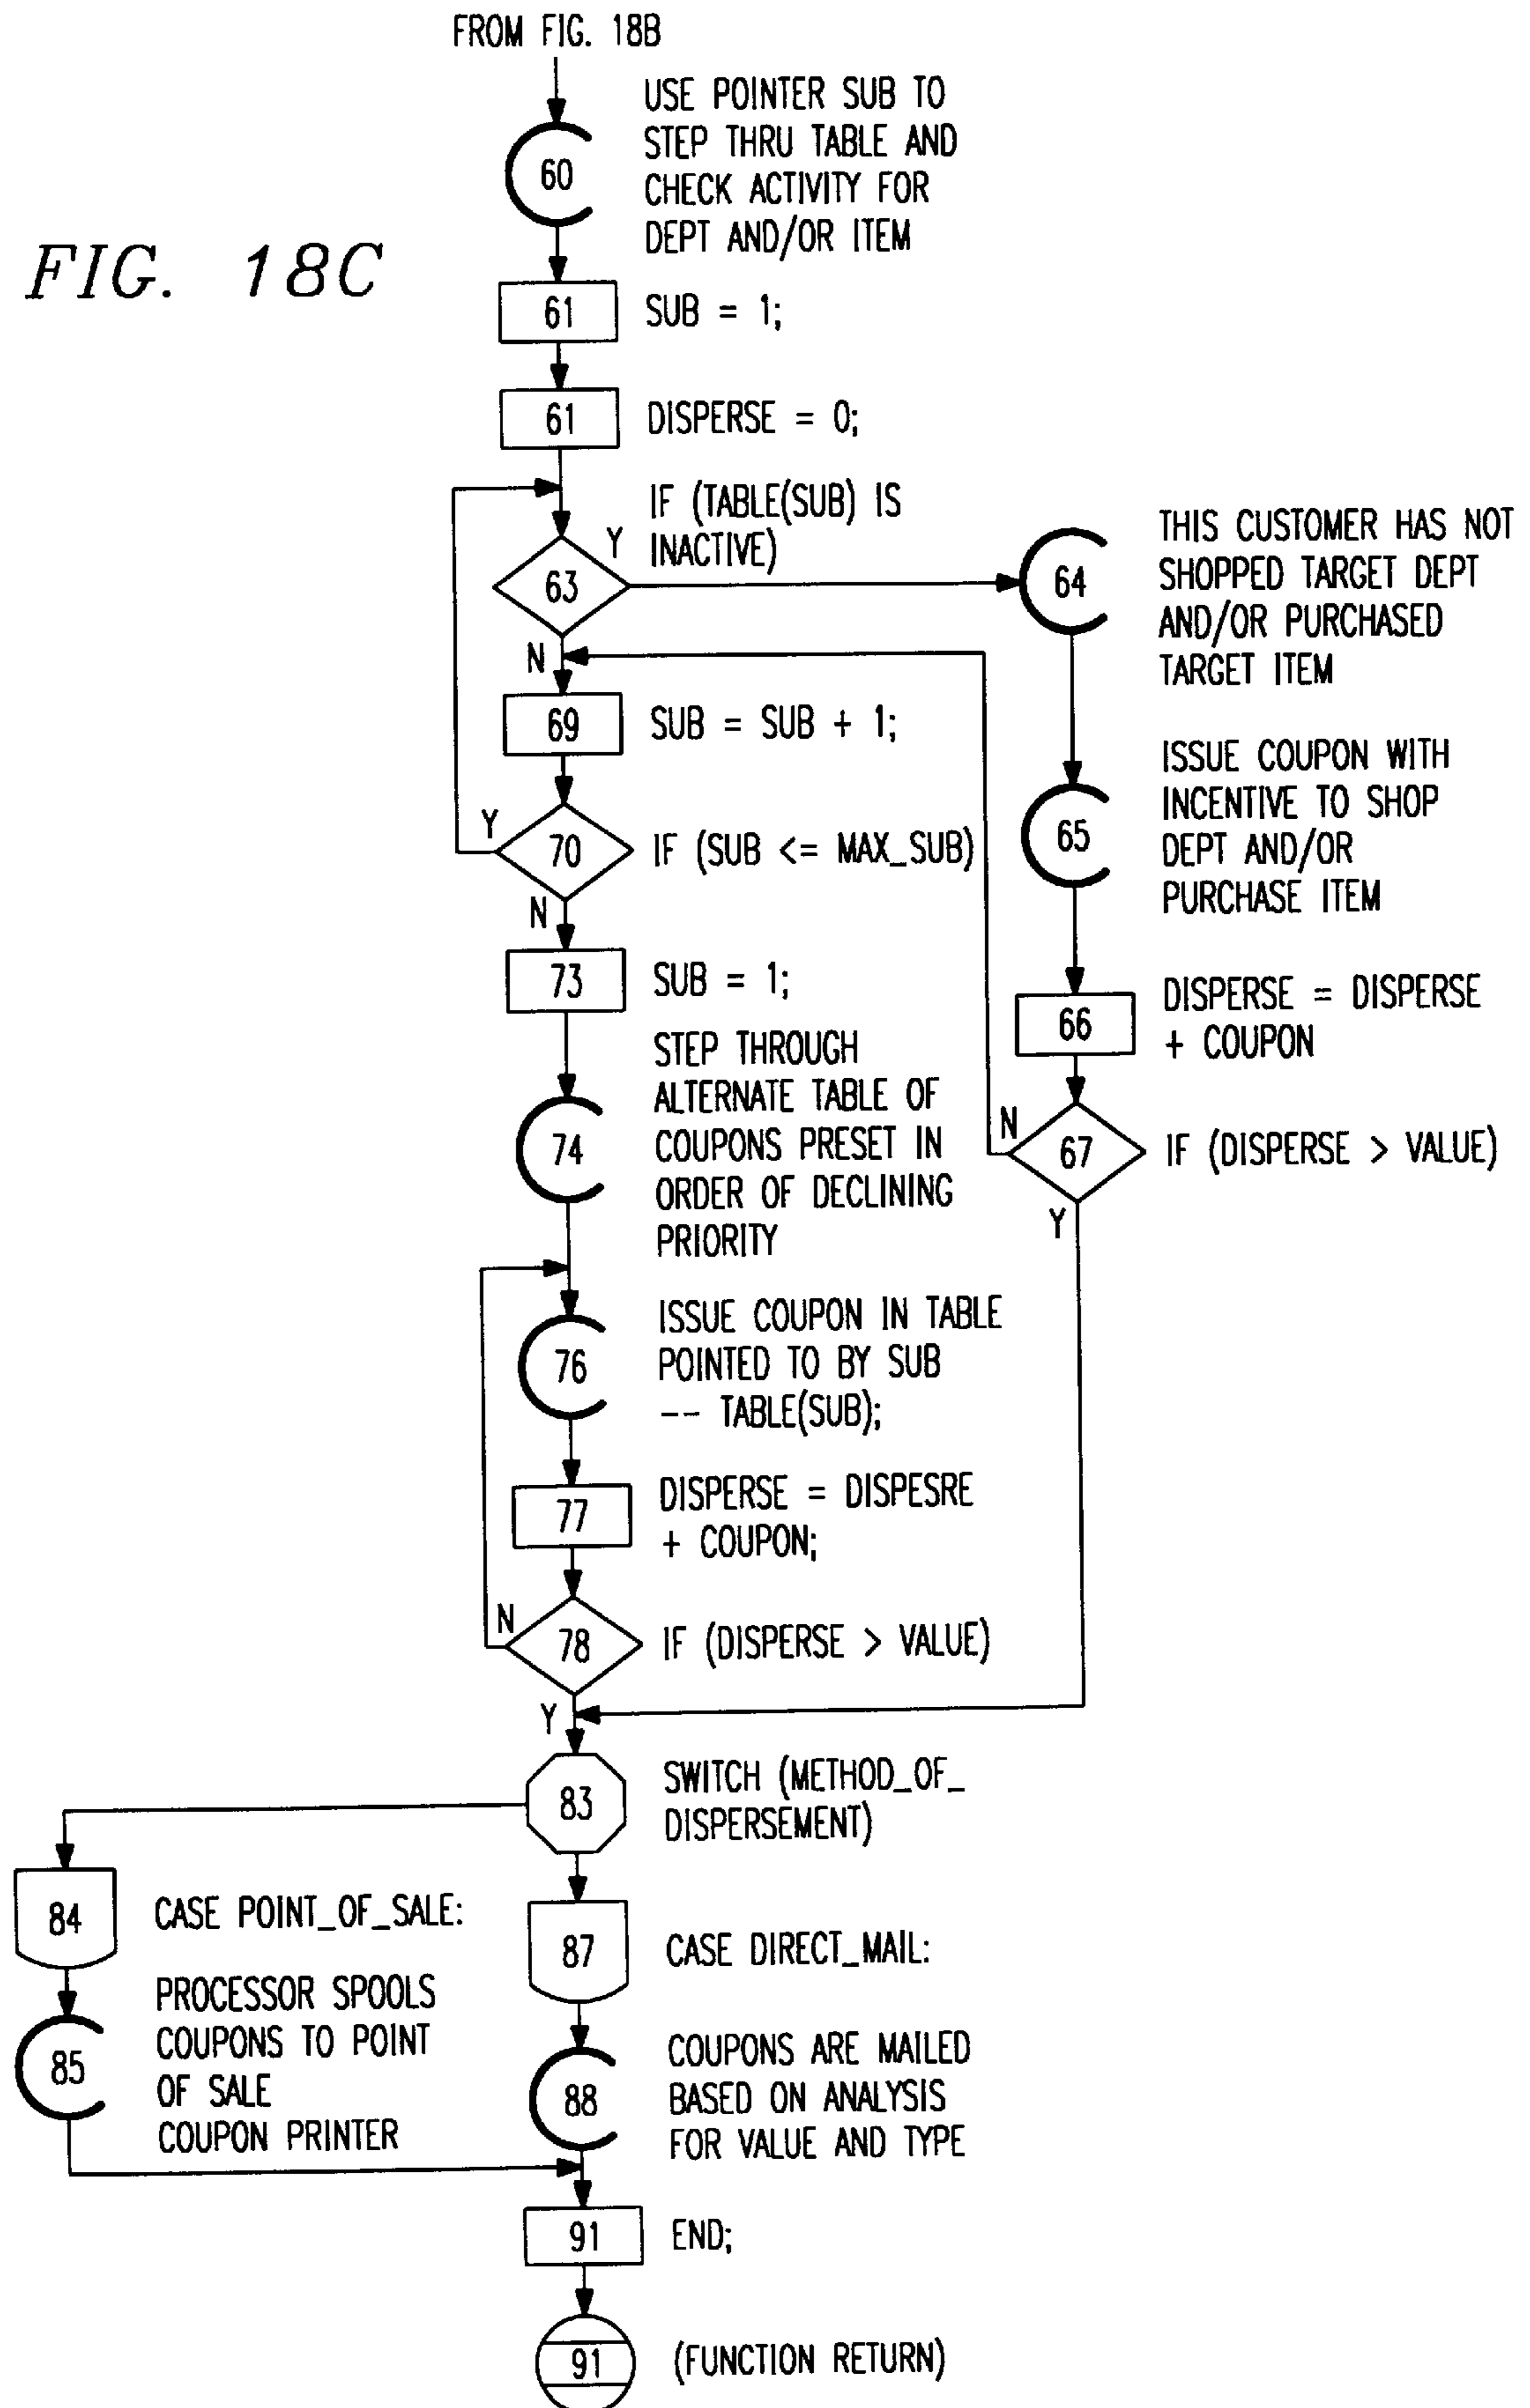 FROM FIG. 18B
FIG. 18C
60
USE POINTER SUB TO
STEP THRU TABLE AND
CHECK ACTIVITY FOR
DEPT AND/OR ITEM
61
SUB = 1;
61
DISPERSE = 0;
IF (TABLE(SUB) IS
INACTIVE)
Y
63
N
64
THIS CUSTOMER HAS NOT
SHOPPED TARGET DEPT
AND/OR PURCHASED
TARGET ITEM
69
SUB = SUB + 1;
65
ISSUE COUPON WITH
INCENTIVE TO SHOP
DEPT AND/OR
PURCHASE ITEM
Y
70
IF (SUB <= MAX_SUB)
N
73
SUB = 1;
66
DISPERSE = DISPERSE
+ COUPON
74
STEP THROUGH
ALTERNATE TABLE OF
COUPONS PRESET IN
ORDER OF DECLINING
PRIORITY
N
67
IF (DISPERSE > VALUE)
Y
76
ISSUE COUPON IN TABLE
POINTED TO BY SUB
-- TABLE(SUB);
77
DISPERSE = DISPESRE
+ COUPON;
N
78
IF (DISPERSE > VALUE)
Y
83
SWITCH (METHOD_OF_
DISPERSEMENT)
84
CASE POINT_OF_SALE:
87
CASE DIRECT_MAIL:
85
PROCESSOR SPOOLS
COUPONS TO POINT
OF SALE
COUPON PRINTER
88
COUPONS ARE MAILED
BASED ON ANALYSIS
FOR VALUE AND TYPE
91
END;
91
(FUNCTION RETURN)